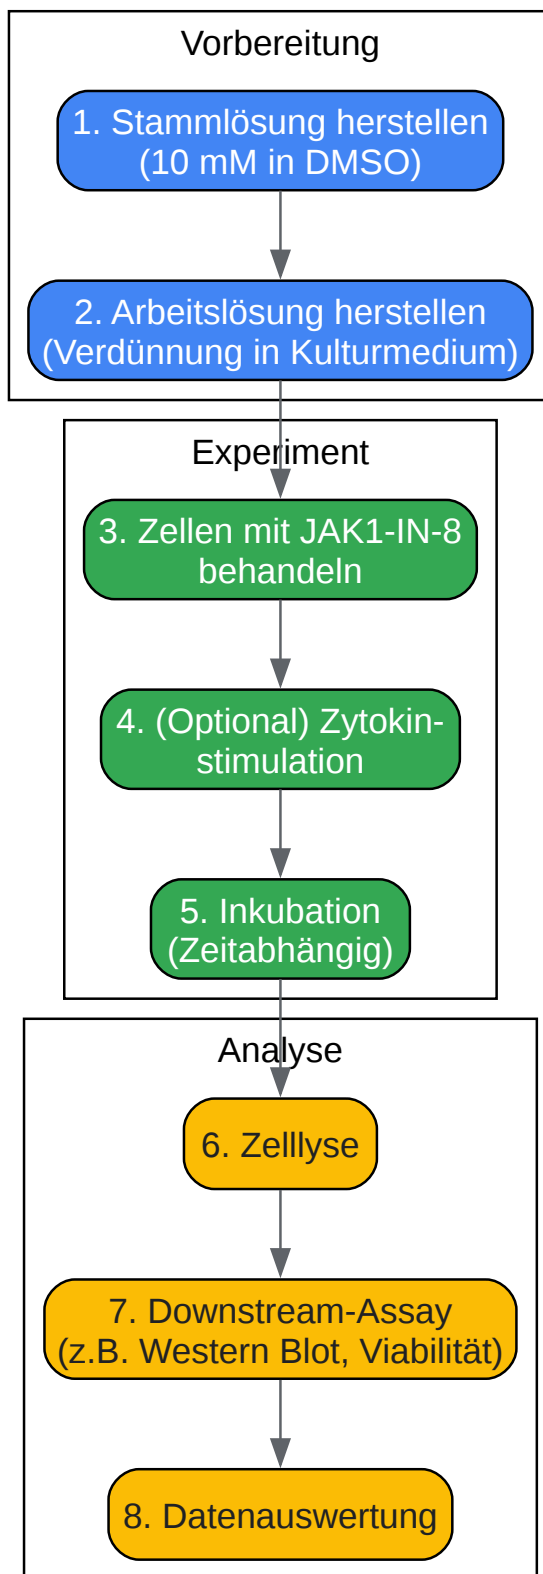 Vorbereitung
1. Stammlösung herstellen
(10 mM in DMSO)
2. Arbeitslösung herstellen
(Verdünnung in Kulturmedium)
Experiment
3. Zellen mit JAK1-IN-8
behandeln
4. (Optional) Zytokin-
stimulation
5. Inkubation
(Zeitabhängig)
Analyse
6. Zelllyse
7. Downstream-Assay
(z.B. Western Blot, Viabilität)
8. Datenauswertung